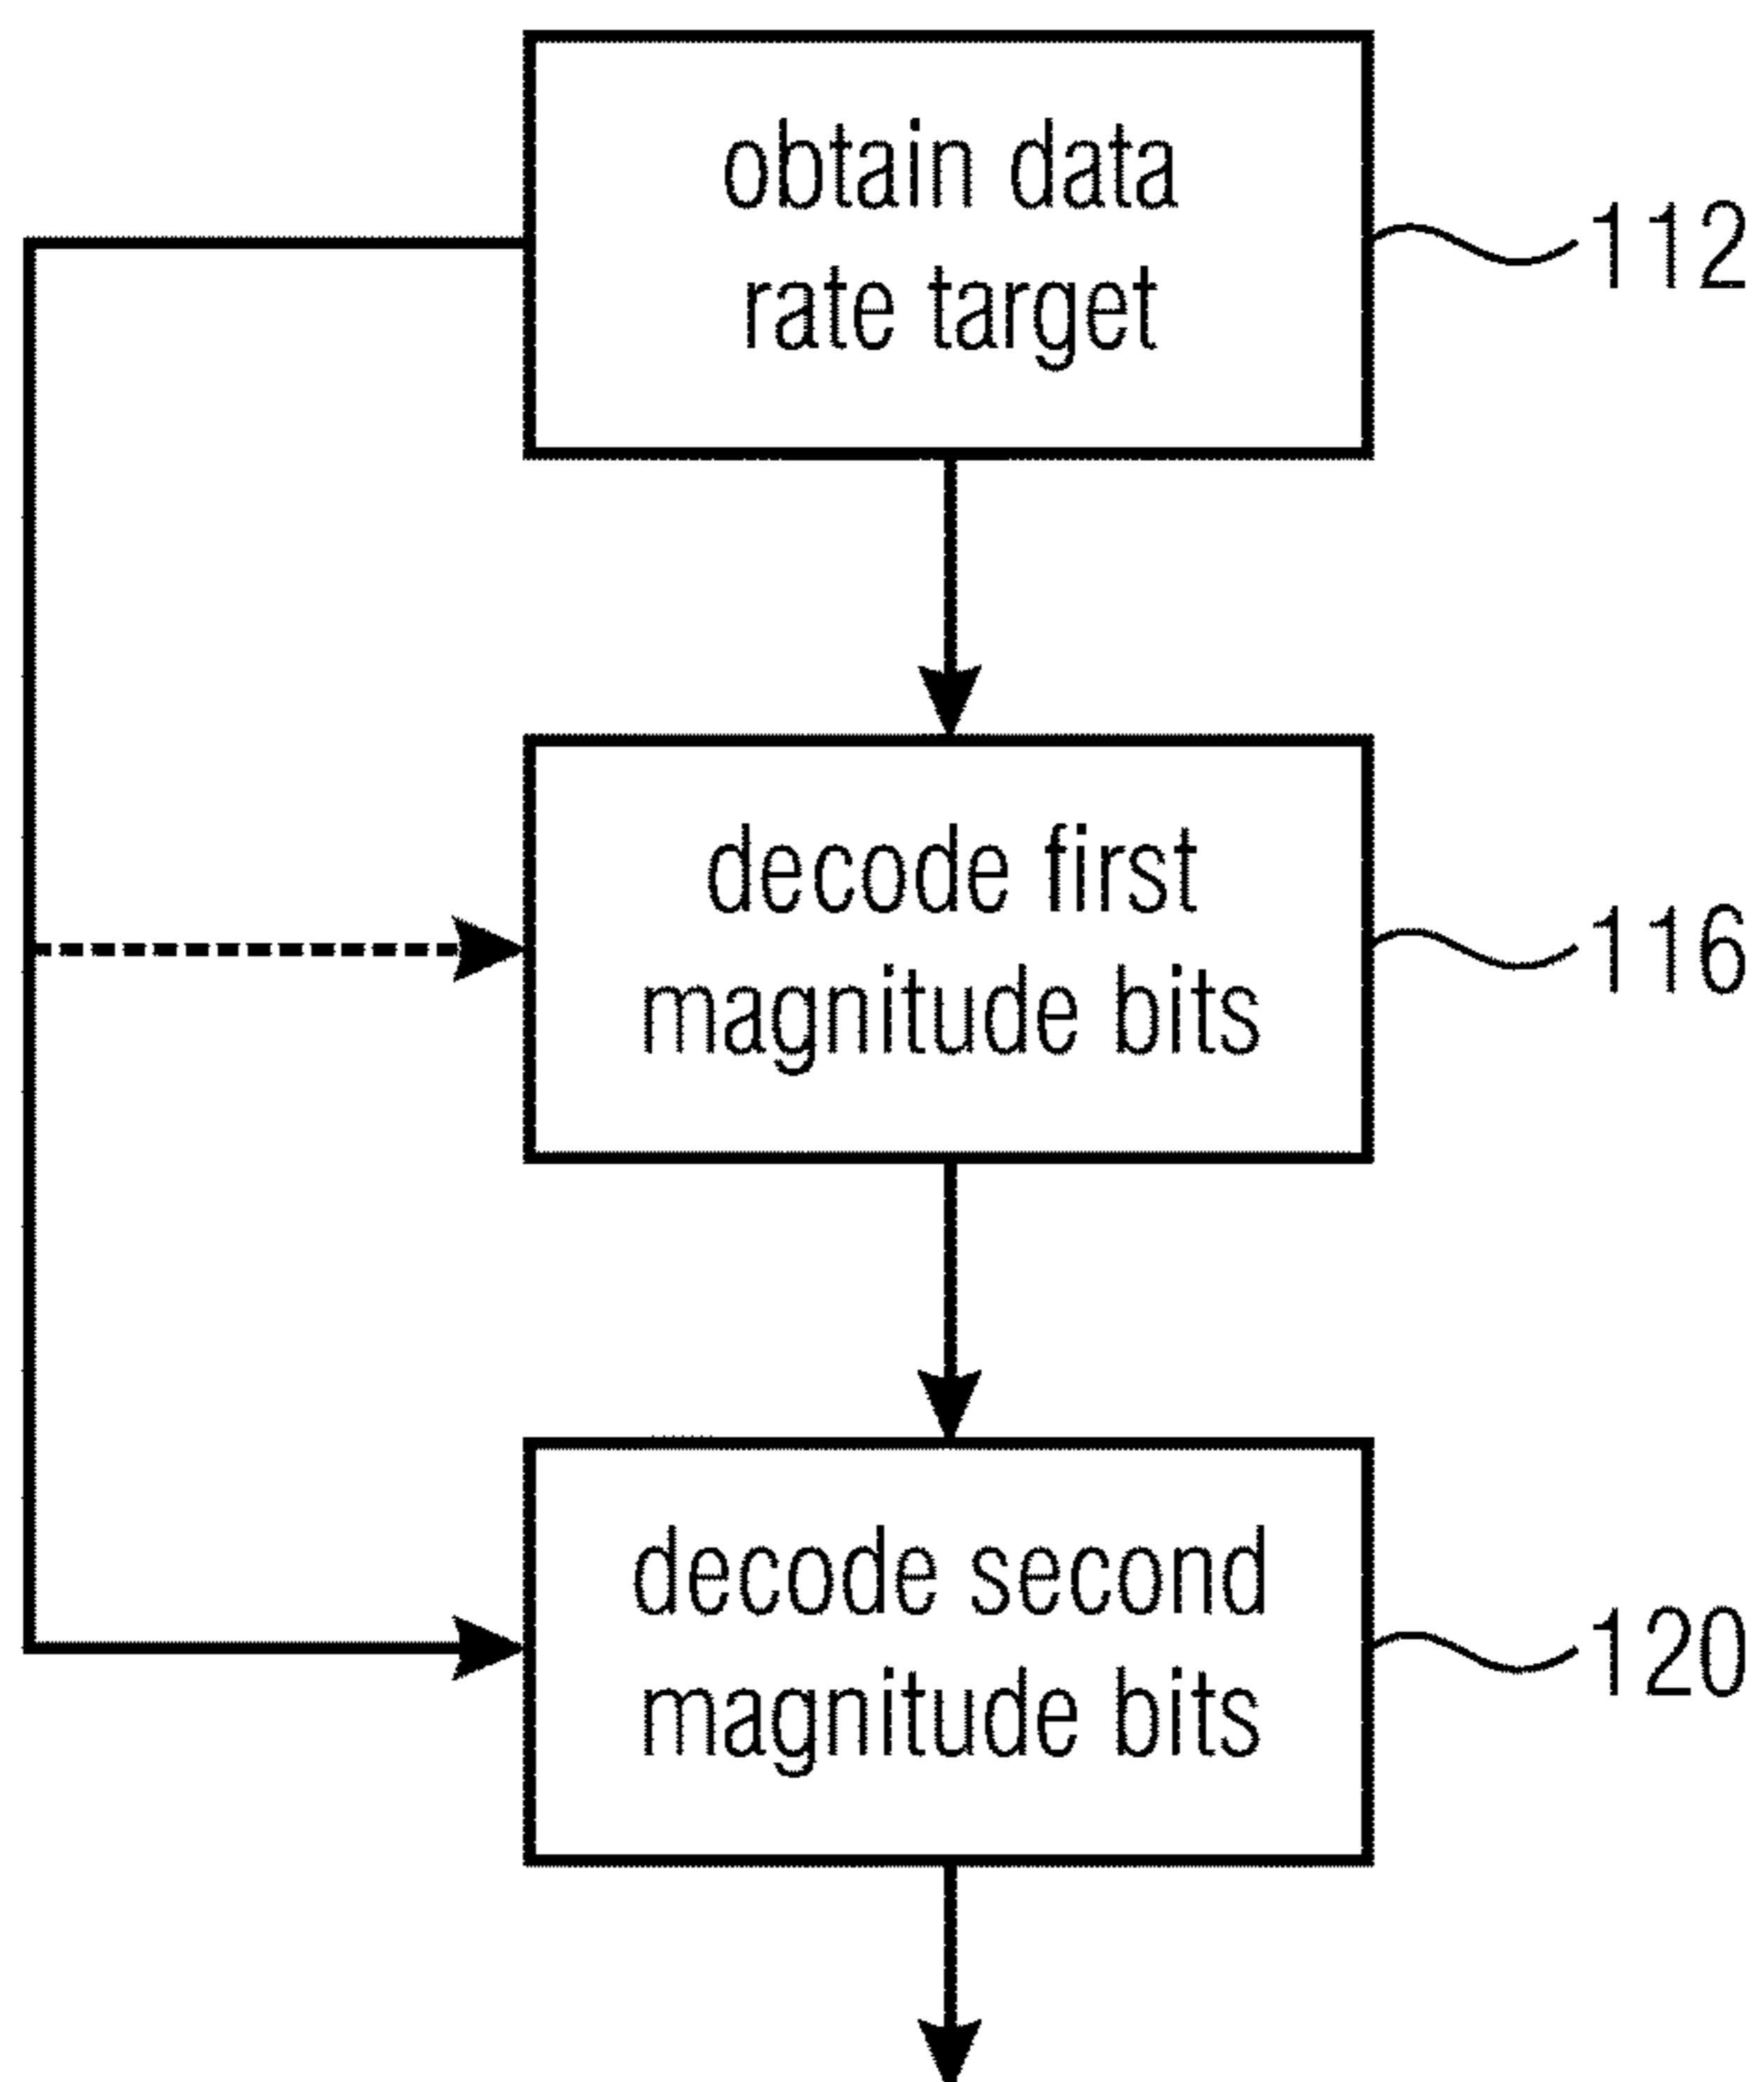 obtain data
rate target
112
decode first
magnitude bits
116
decode second
magnitude bits
120